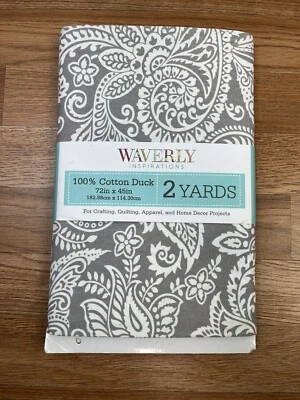 WAVERLY
INSPIRATIONS
100% Cotton Duck
72in x 45in
182.88cm x 114.30cm
2 YARDS
For Crafting, Quilting, Apparel, and Home Decor Projects